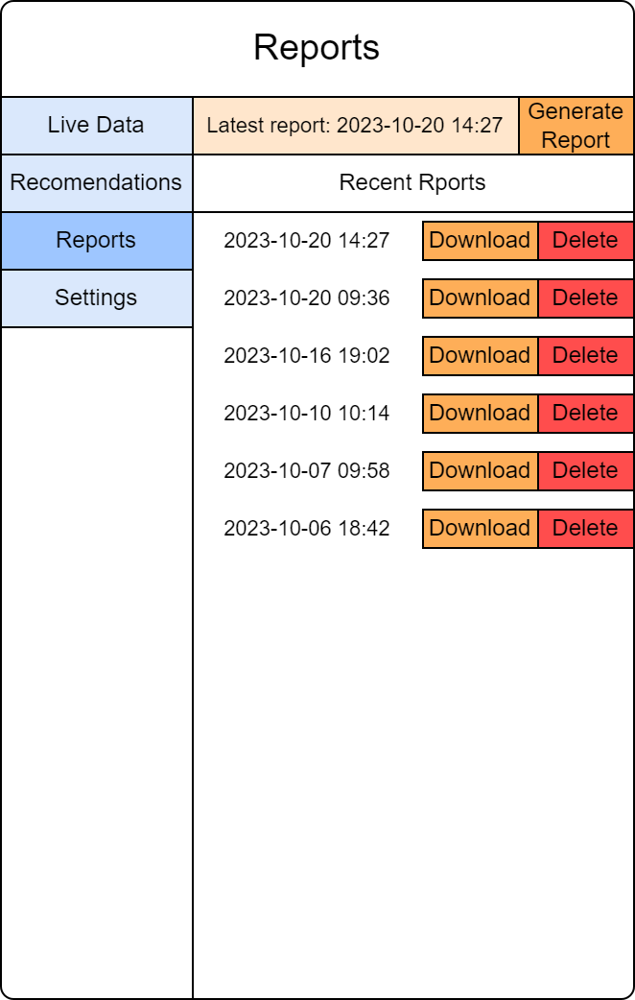 Reports
Live Data
Latest report: 2023-10-20 14:27
Generate
Report
Recomendations
Recent Rports
Reports
2023-10-20 14:27
Download
Delete
Settings
2023-10-20 09:36
Download
Delete
2023-10-16 19:02
Download
Delete
2023-10-10 10:14
Download
Delete
2023-10-07 09:58
Download
Delete
2023-10-06 18:42
Download
Delete